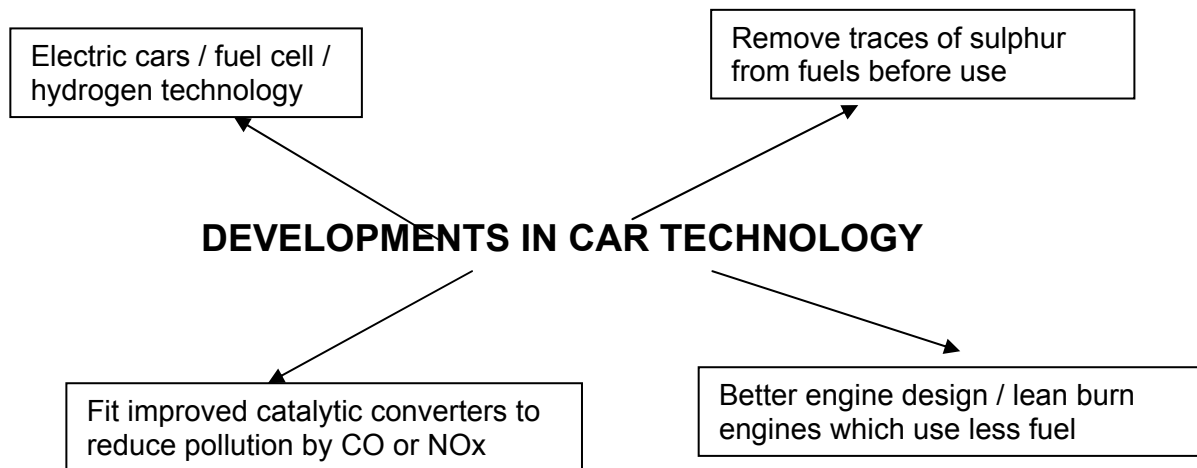 Electric cars / fuel cell /
hydrogen technology
Remove traces of sulphur
from fuels before use
DEVELOPMENTS IN CAR TECHNOLOGY
Fit improved catalytic converters to
reduce pollution by CO or NOx
Better engine design / lean burn
engines which use less fuel